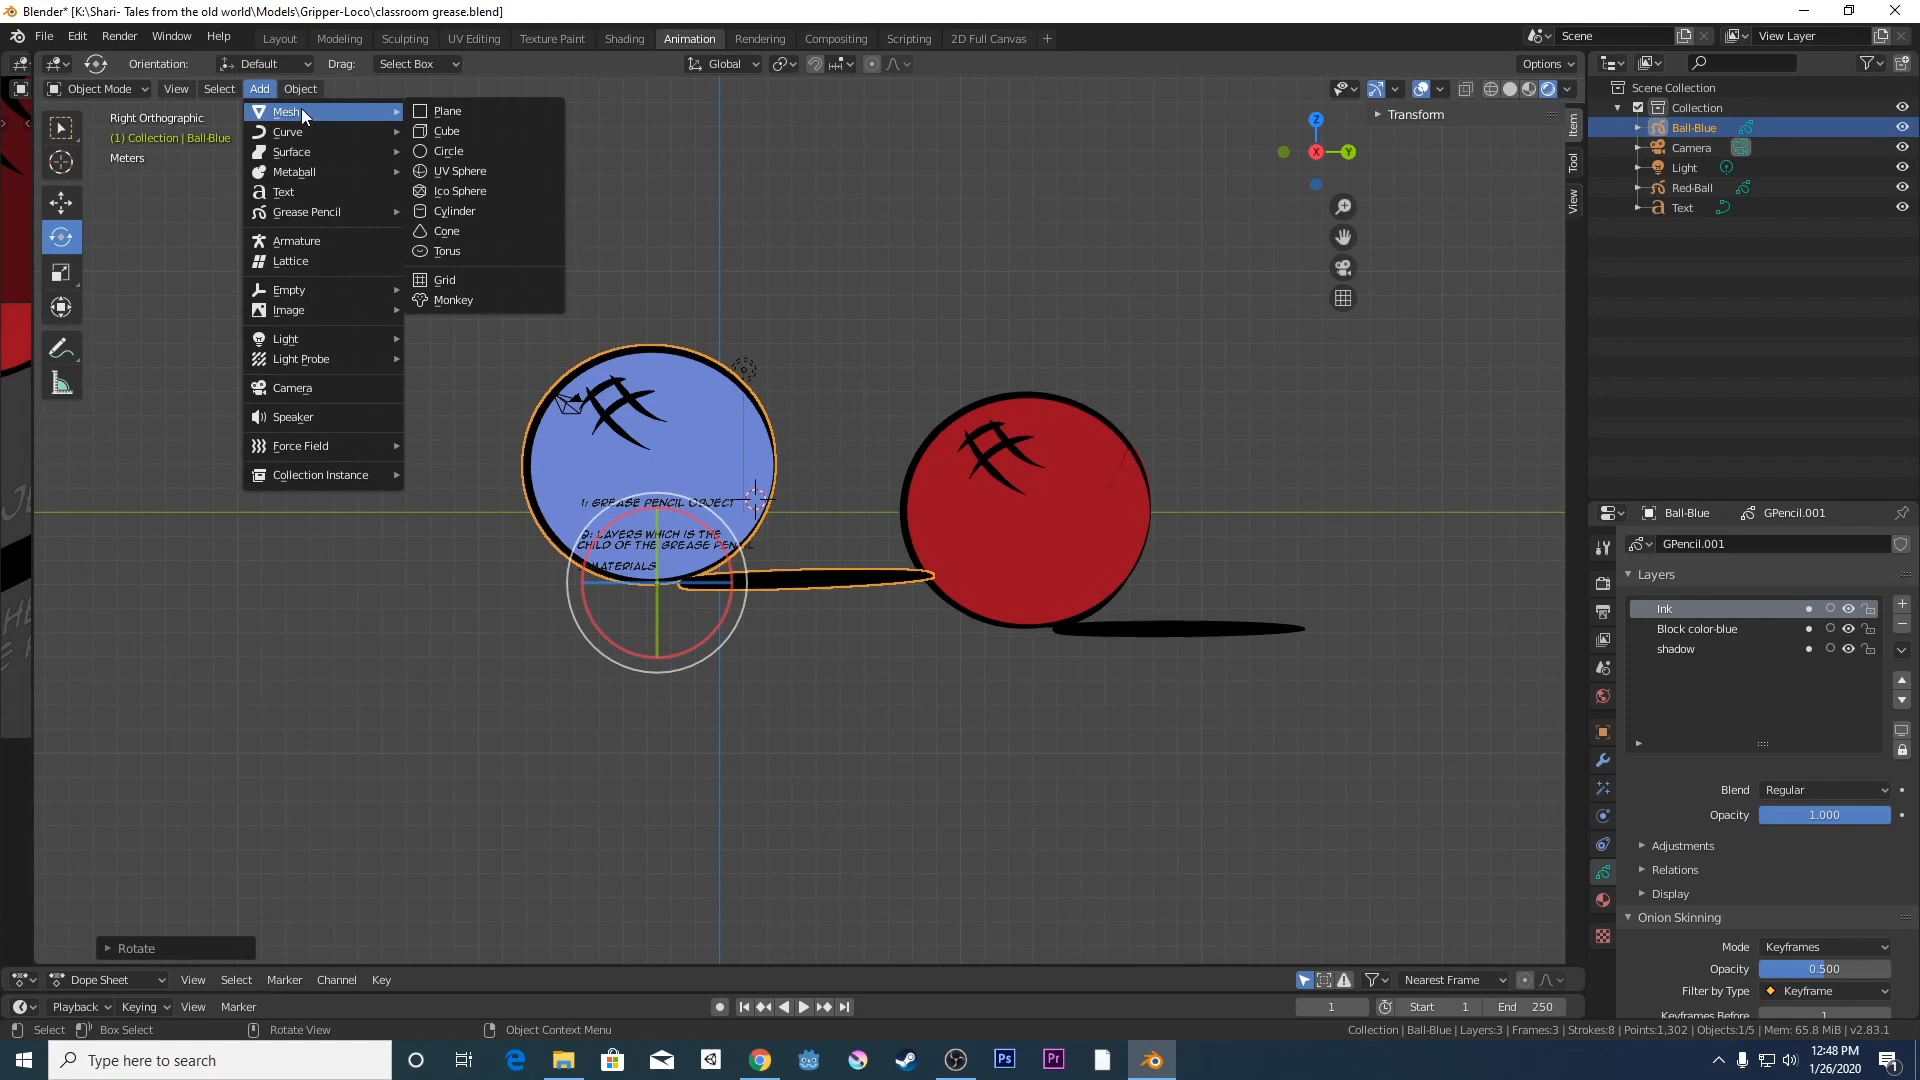 Blender* [K:\Shari- Tales from the old world\Models\Gripper-Loco\classroom grease.blend]
File Edit Render Window Help Layout Modeling Sculpting UV Editing Texture Paint Shading Animation Rendering Compositing Scripting 2D Full Canvas + Scene View Layer
Orientation: Default Drag: Select Box Global Options
Object Mode View Select Add Object
Scene Collection
Collection
Ball-Blue
Camera
Light
Red-Ball
Text
Right Orthographic
(1) Collection | Ball-Blue
Meters
Mesh
Curve
Surface
Metaball
Text
Grease Pencil
Armature
Lattice
Empty
Image
Light
Light Probe
Camera
Speaker
Force Field
Collection Instance
Plane
Cube
Circle
UV Sphere
Ico Sphere
Cylinder
Cone
Torus
Grid
Monkey
Z
X Y
Transform
Item
Tool
View
1: GREASE PENCIL OBJECT
2: LAYERS WHICH IS THE
CHILD OF THE GREASE PENCIL
MATERIALS
Ball-Blue GPencil.001
GPencil.001
Layers
Ink
Block color-blue
shadow
Blend Regular
Opacity 1.000
Adjustments
Relations
Display
Onion Skinning
Mode Keyframes
Opacity 0.500
Filter by Type Keyframe
Keyframes Before 1
Rotate
Dope Sheet View Select Marker Channel Key Nearest Frame
Playback Keying View Marker 1 Start 1 End 250
Select Box Select Rotate View Object Context Menu Collection | Ball-Blue | Layers:3 | Frames:3 | Strokes:8 | Points:1,302 | Objects:1/5 | Mem: 65.8 MiB | v2.83.1
Type here to search Ps Pr 12:48 PM
1/26/2020 1